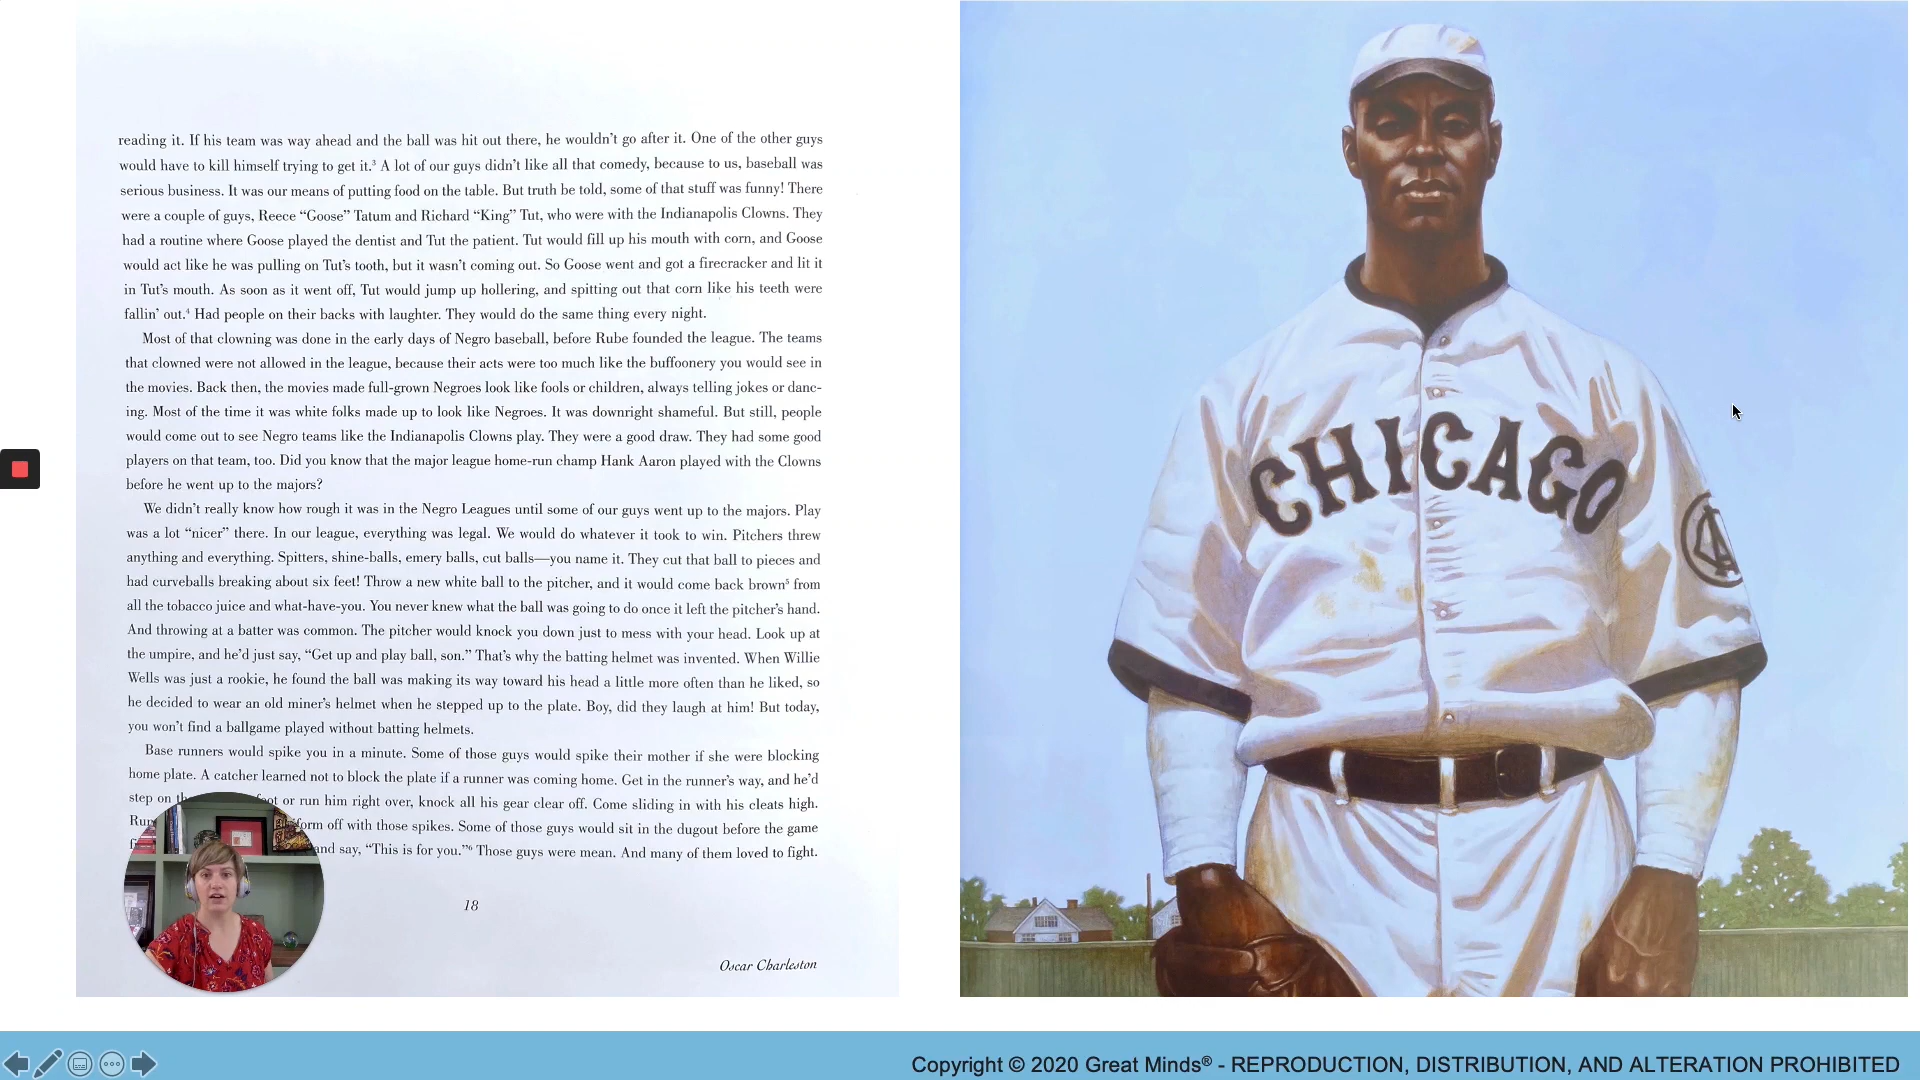 reading it. If his team was way ahead and the ball was hit out there, he wouldn’t go after it. One of the other guys
would have to kill himself trying to get it.³ A lot of our guys didn’t like all that comedy, because to us, baseball was
serious business. It was our means of putting food on the table. But truth be told, some of that stuff was funny! There
were a couple of guys, Reece “Goose” Tatum and Richard “King” Tut, who were with the Indianapolis Clowns. They
had a routine where Goose played the dentist and Tut the patient. Tut would fill up his mouth with corn, and Goose
would act like he was pulling on Tut’s tooth, but it wasn’t coming out. So Goose went and got a firecracker and lit it
in Tut’s mouth. As soon as it went off, Tut would jump up hollering, and spitting out that corn like his teeth were
fallin’ out.⁴ Had people on their backs with laughter. They would do the same thing every night.
Most of that clowning was done in the early days of Negro baseball, before Rube founded the league. The teams
that clowned were not allowed in the league, because their acts were too much like the buffoonery you would see in
the movies. Back then, the movies made full-grown Negroes look like fools or children, always telling jokes or danc-
ing. Most of the time it was white folks made up to look like Negroes. It was downright shameful. But still, people
would come out to see Negro teams like the Indianapolis Clowns play. They were a good draw. They had some good
players on that team, too. Did you know that the major league home-run champ Hank Aaron played with the Clowns
before he went up to the majors?
We didn’t really know how rough it was in the Negro Leagues until some of our guys went up to the majors. Play
was a lot “nicer” there. In our league, everything was legal. We would do whatever it took to win. Pitchers threw
anything and everything. Spitters, shine-balls, emery balls, cut balls—you name it. They cut that ball to pieces and
had curveballs breaking about six feet! Throw a new white ball to the pitcher, and it would come back brown⁵ from
all the tobacco juice and what-have-you. You never knew what the ball was going to do once it left the pitcher’s hand.
And throwing at a batter was common. The pitcher would knock you down just to mess with your head. Look up at
the umpire, and he’d just say, “Get up and play ball, son.” That’s why the batting helmet was invented. When Willie
Wells was just a rookie, he found the ball was making its way toward his head a little more often than he liked, so
he decided to wear an old miner’s helmet when he stepped up to the plate. Boy, did they laugh at him! But today,
you won’t find a ballgame played without batting helmets.
Base runners would spike you in a minute. Some of those guys would spike their mother if she were blocking
home plate. A catcher learned not to block the plate if a runner was coming home. Get in the runner’s way, and he’d
step on or run him right over, knock all his gear clear off. Come sliding in with his cleats high.
off with those spikes. Some of those guys would sit in the dugout before the game
and say, “This is for you.”⁶ Those guys were mean. And many of them loved to fight.
18
Oscar Charleston
CHICAGO
Copyright © 2020 Great Minds® - REPRODUCTION, DISTRIBUTION, AND ALTERATION PROHIBITED